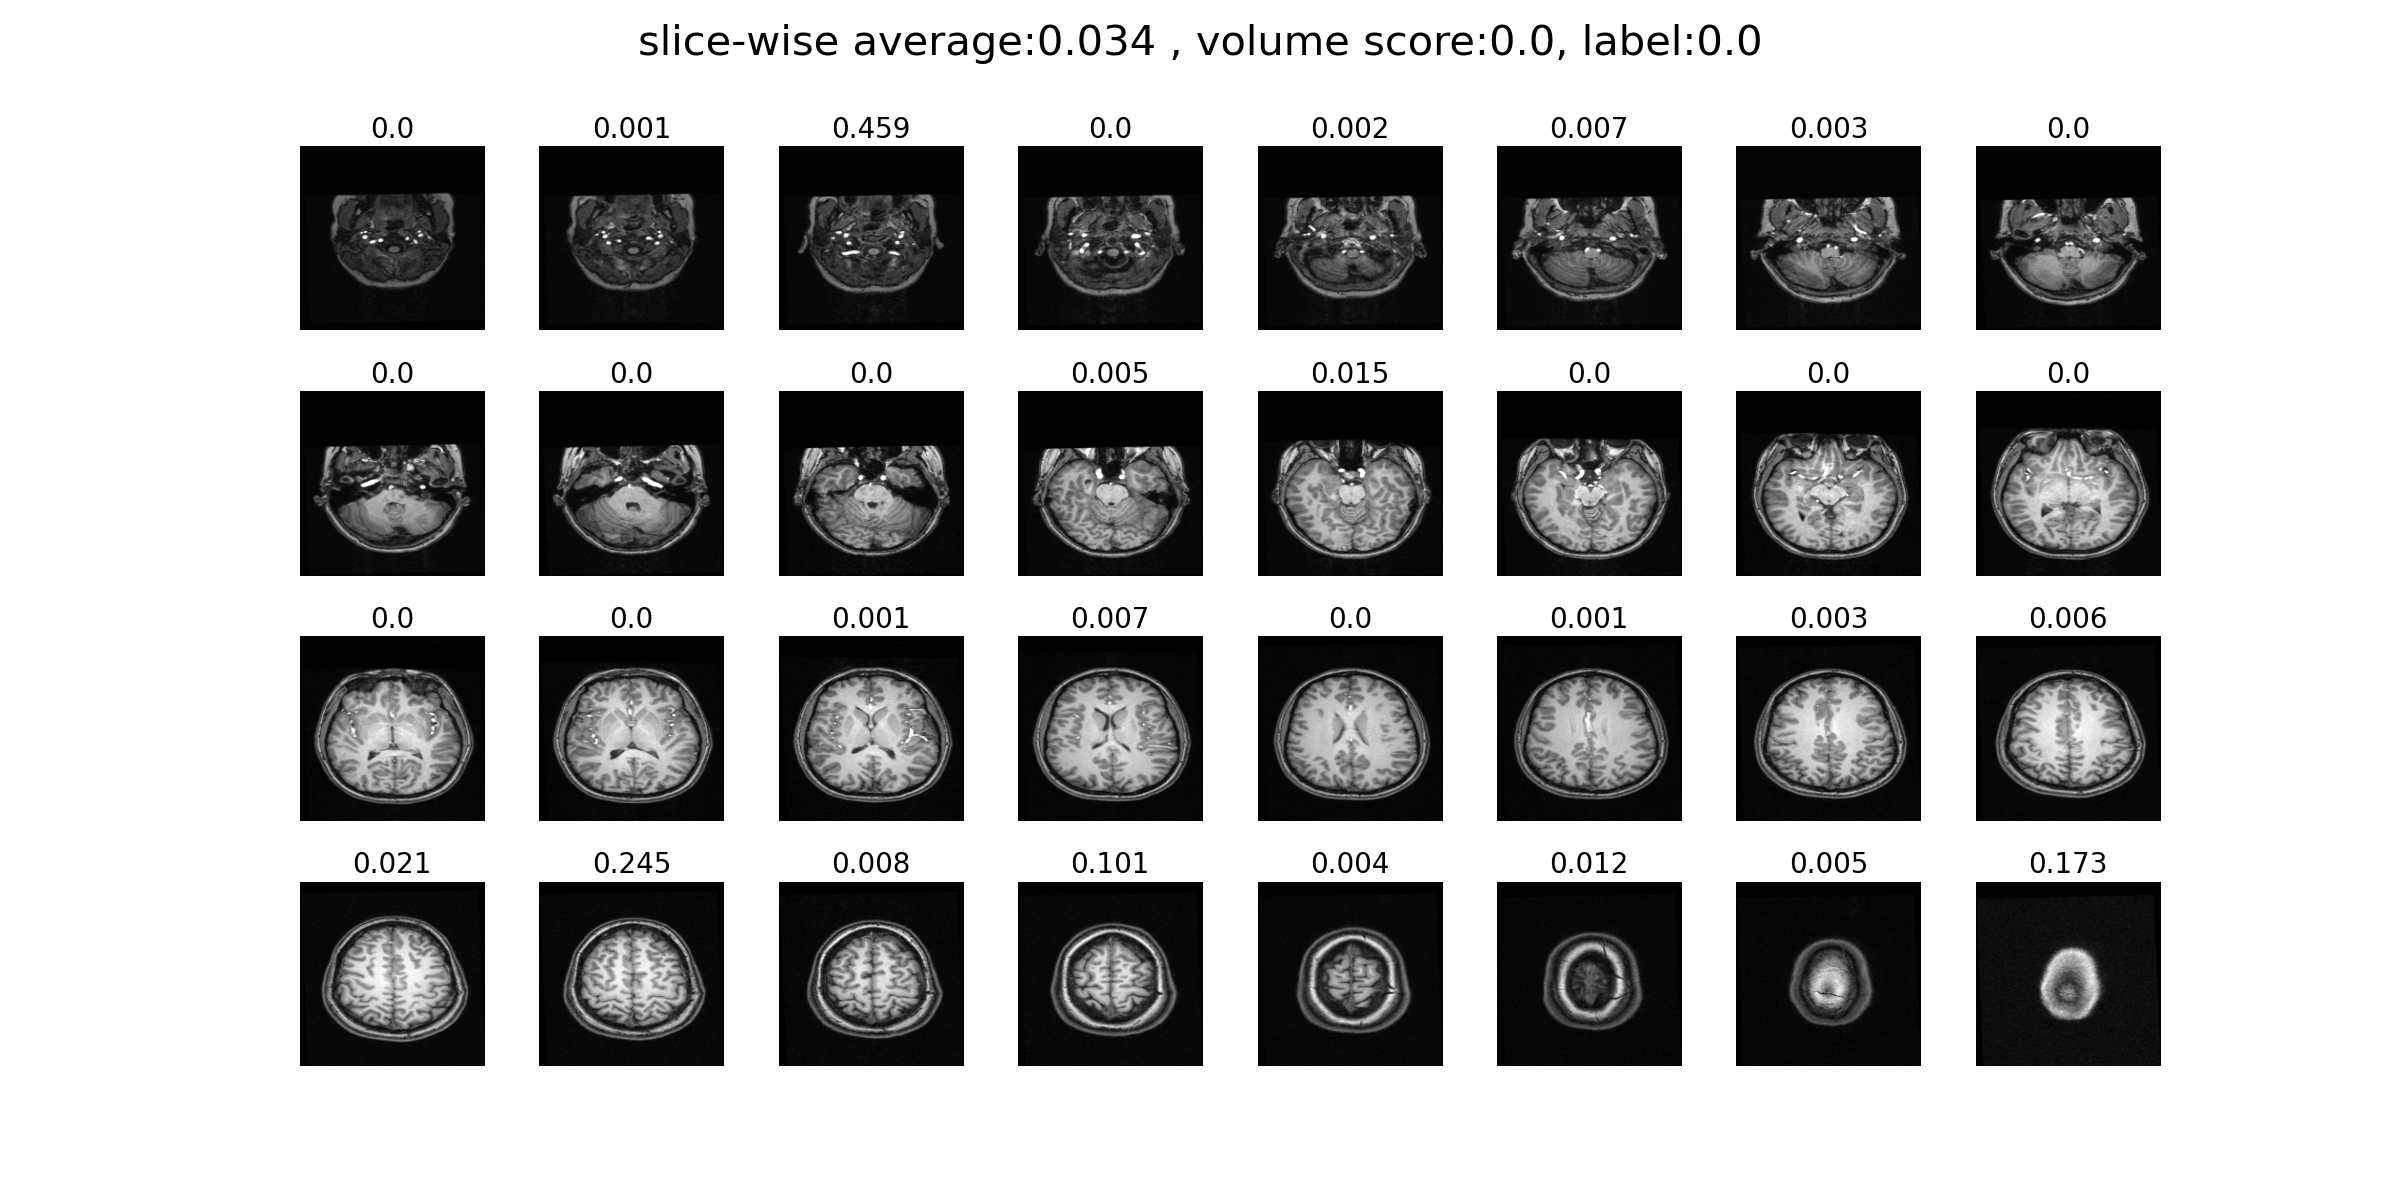 slice-wise average:0.034 , volume score:0.0, label:0.0
0.0 0.001 0.459 0.0 0.002 0.007 0.003 0.0
0.0 0.0 0.0 0.005 0.015 0.0 0.0 0.0
0.0 0.0 0.001 0.007 0.0 0.001 0.003 0.006
0.021 0.245 0.008 0.101 0.004 0.012 0.005 0.173